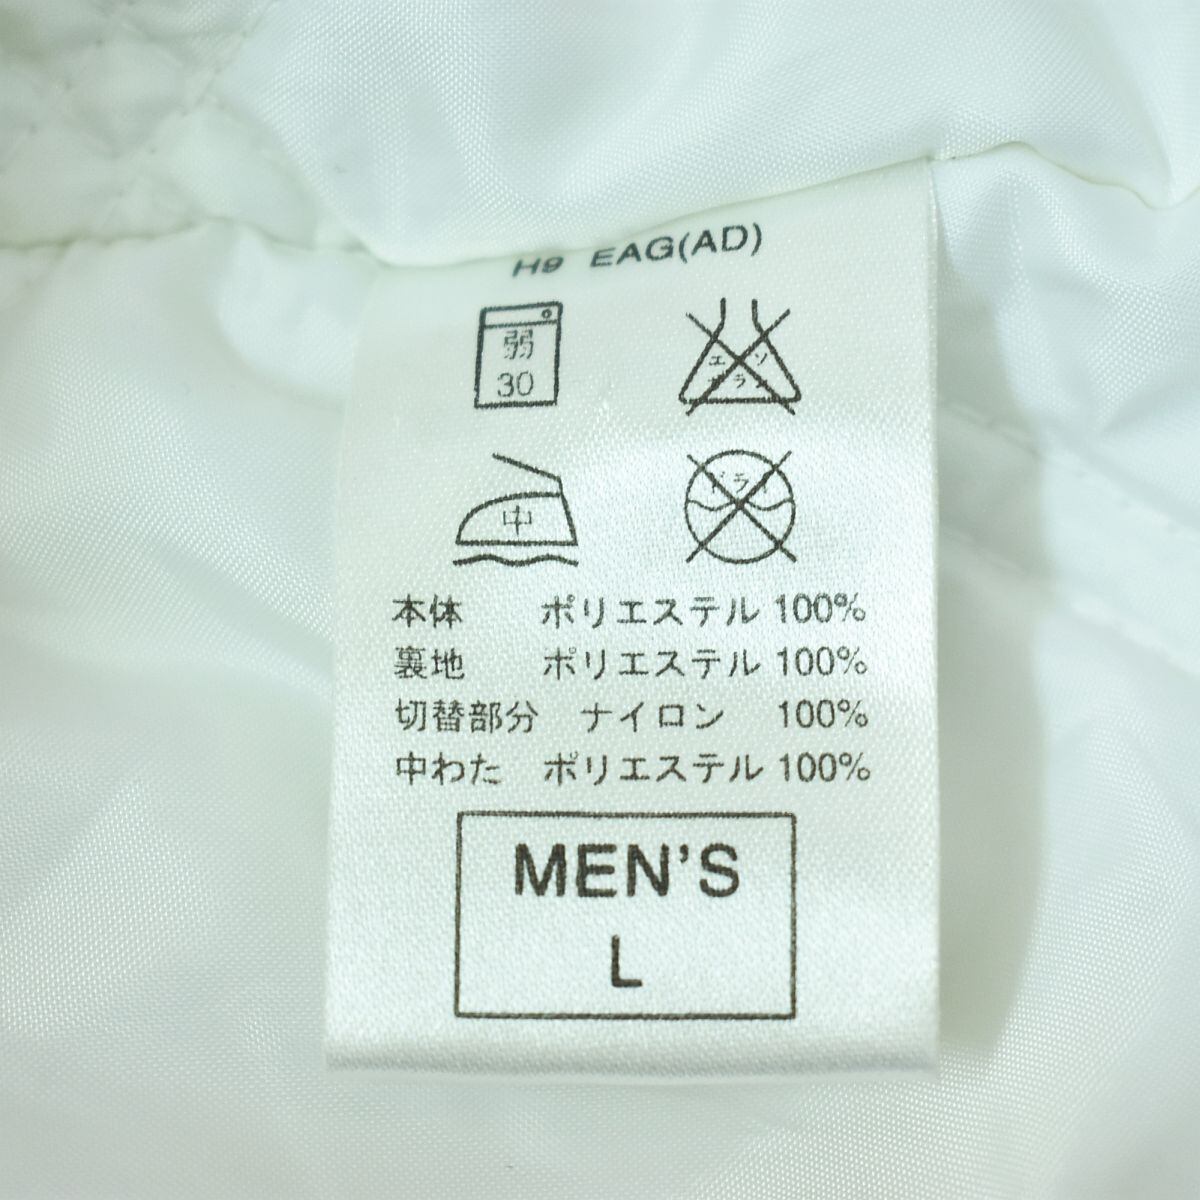 H9 EAG(AD)
弱
30
エンソ
サラシ
中
ドライ
本体 ポリエステル 100%
裏地 ポリエステル 100%
切替部分 ナイロン 100%
中わた ポリエステル 100%
MEN'S
L